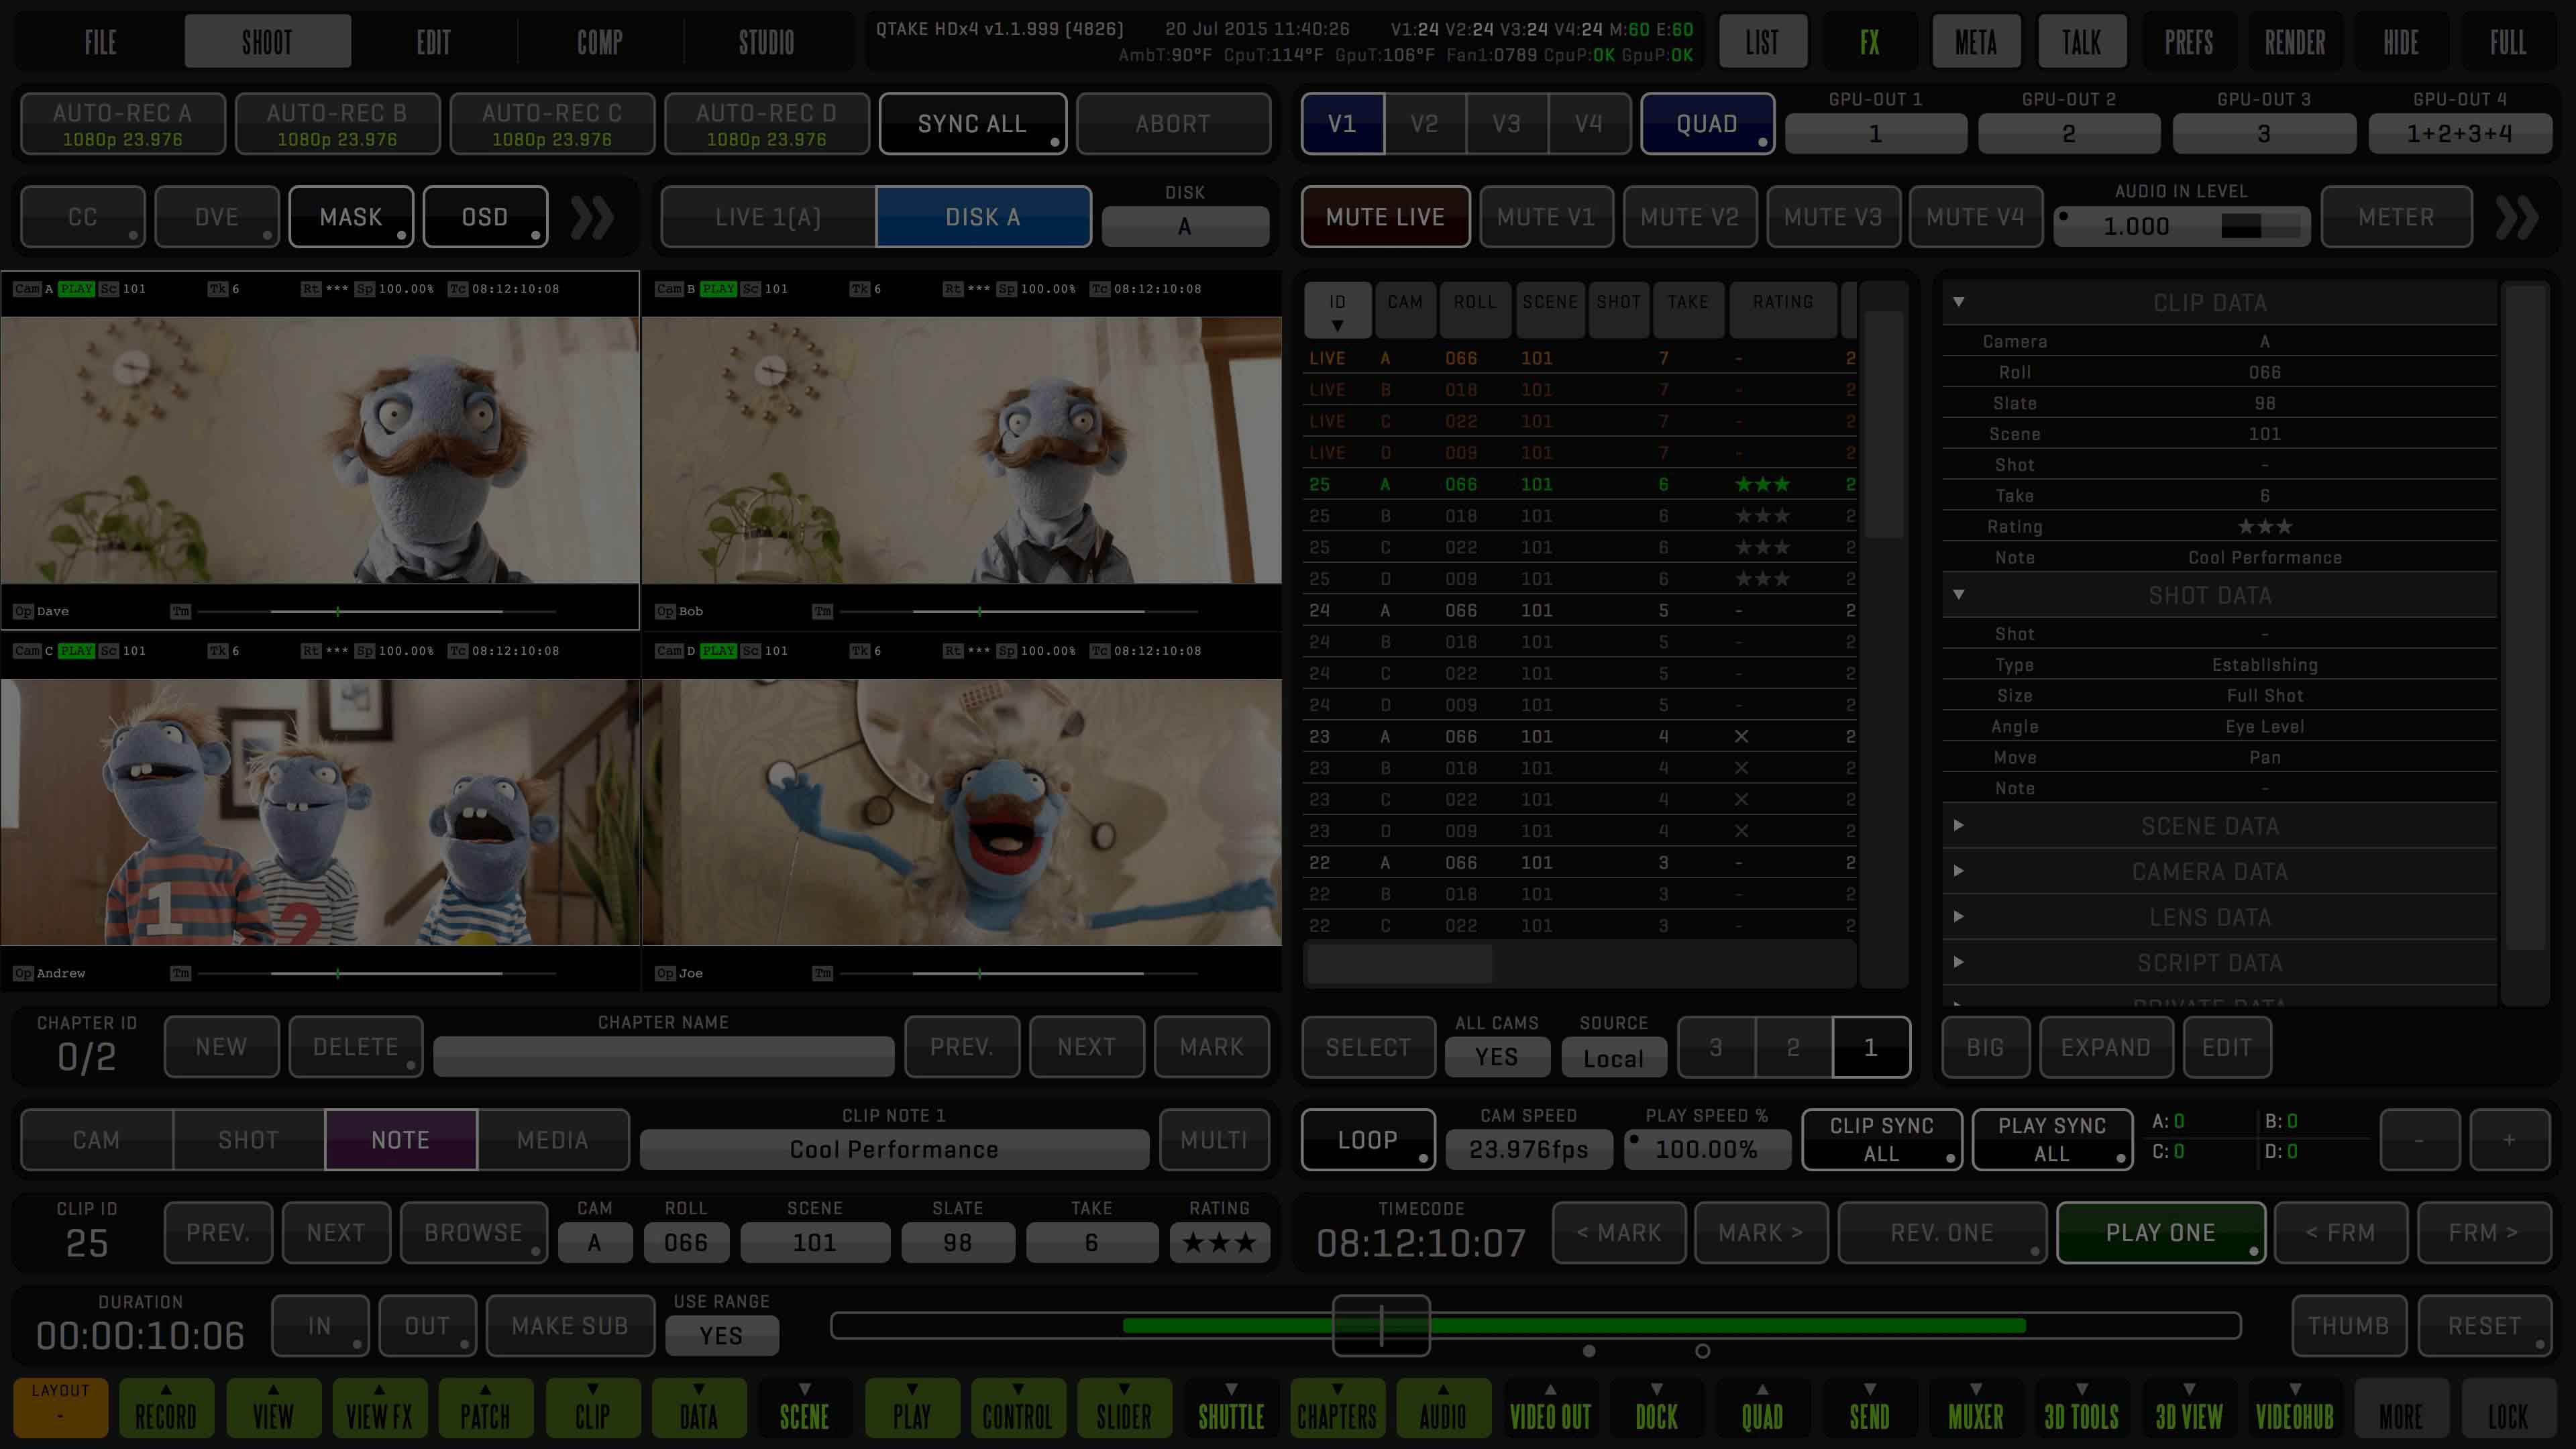 FILE SHOOT EDIT COMP STUDIO
QTAKE HDx4 v1.1.999 (4826) 20 Jul 2015 11:40:26 V1:24 V2:24 V3:24 V4:24 M:60 E:60
AmbT:90°F CpuT:114°F GpuT:106°F Fan1:0789 CpuP:OK GpuP:OK
LIST FX META TALK PREFS RENDER HIDE FULL
AUTO-REC A AUTO-REC B AUTO-REC C AUTO-REC D SYNC ALL ABORT
1080p 23.976 1080p 23.976 1080p 23.976 1080p 23.976
V1 V2 V3 V4 QUAD
GPU-OUT 1 GPU-OUT 2 GPU-OUT 3 GPU-OUT 4
1 2 3 1+2+3+4
CC DVE MASK OSD LIVE 1(A) DISK A
DISK
A
MUTE LIVE MUTE V1 MUTE V2 MUTE V3 MUTE V4
AUDIO IN LEVEL
1.000
METER
Cam A PLAY Sc 101 Tk 6 Rt *** Sp 100.00% Tc 08:12:10:08
Cam B PLAY Sc 101 Tk 6 Rt *** Sp 100.00% Tc 08:12:10:08
Op Dave Tm
Op Bob Tm
Cam C PLAY Sc 101 Tk 6 Rt *** Sp 100.00% Tc 08:12:10:08
Cam D PLAY Sc 101 Tk 6 Rt *** Sp 100.00% Tc 08:12:10:08
1 2
Op Andrew Tm
Op Joe Tm
ID CAM ROLL SCENE SHOT TAKE RATING
LIVE A 066 101 7 - 2
LIVE B 018 101 7 - 2
LIVE C 022 101 7 - 2
LIVE D 009 101 7 - 2
25 A 066 101 6 ★★★ 2
25 B 018 101 6 ★★★ 2
25 C 022 101 6 ★★★ 2
25 D 009 101 6 ★★★ 2
24 A 066 101 5 - 2
24 B 018 101 5 - 2
24 C 022 101 5 - 2
24 D 009 101 5 - 2
23 A 066 101 4 ✕ 2
23 B 018 101 4 ✕ 2
23 C 022 101 4 ✕ 2
23 D 009 101 4 ✕ 2
22 A 066 101 3 - 2
22 B 018 101 3 - 2
22 C 022 101 3 - 2
CLIP DATA
Camera A
Roll 066
Slate 98
Scene 101
Shot -
Take 6
Rating ★★★
Note Cool Performance
SHOT DATA
Shot -
Type Establishing
Size Full Shot
Angle Eye Level
Move Pan
Note -
SCENE DATA
CAMERA DATA
LENS DATA
SCRIPT DATA
PRIVATE DATA
CHAPTER ID
0/2
NEW DELETE
CHAPTER NAME
PREV. NEXT MARK
SELECT
ALL CAMS
YES
SOURCE
Local
3 2 1
BIG EXPAND EDIT
CAM SHOT NOTE MEDIA
CLIP NOTE 1
Cool Performance
MULTI
LOOP
CAM SPEED
23.976fps
PLAY SPEED %
100.00%
CLIP SYNC
ALL
PLAY SYNC
ALL
A: 0 B: 0
C: 0 D: 0
- +
CLIP ID
25
PREV. NEXT BROWSE
CAM ROLL SCENE SLATE TAKE RATING
A 066 101 98 6 ★★★
TIMECODE
08:12:10:07
< MARK MARK > REV. ONE PLAY ONE < FRM FRM >
DURATION
00:00:10:06
IN OUT MAKE SUB
USE RANGE
YES
THUMB RESET
LAYOUT
-
RECORD VIEW VIEW FX PATCH CLIP DATA SCENE PLAY CONTROL SLIDER SHUTTLE CHAPTERS AUDIO VIDEO OUT DOCK QUAD SEND MUXER 3D TOOLS 3D VIEW VIDEOHUB MORE LOCK